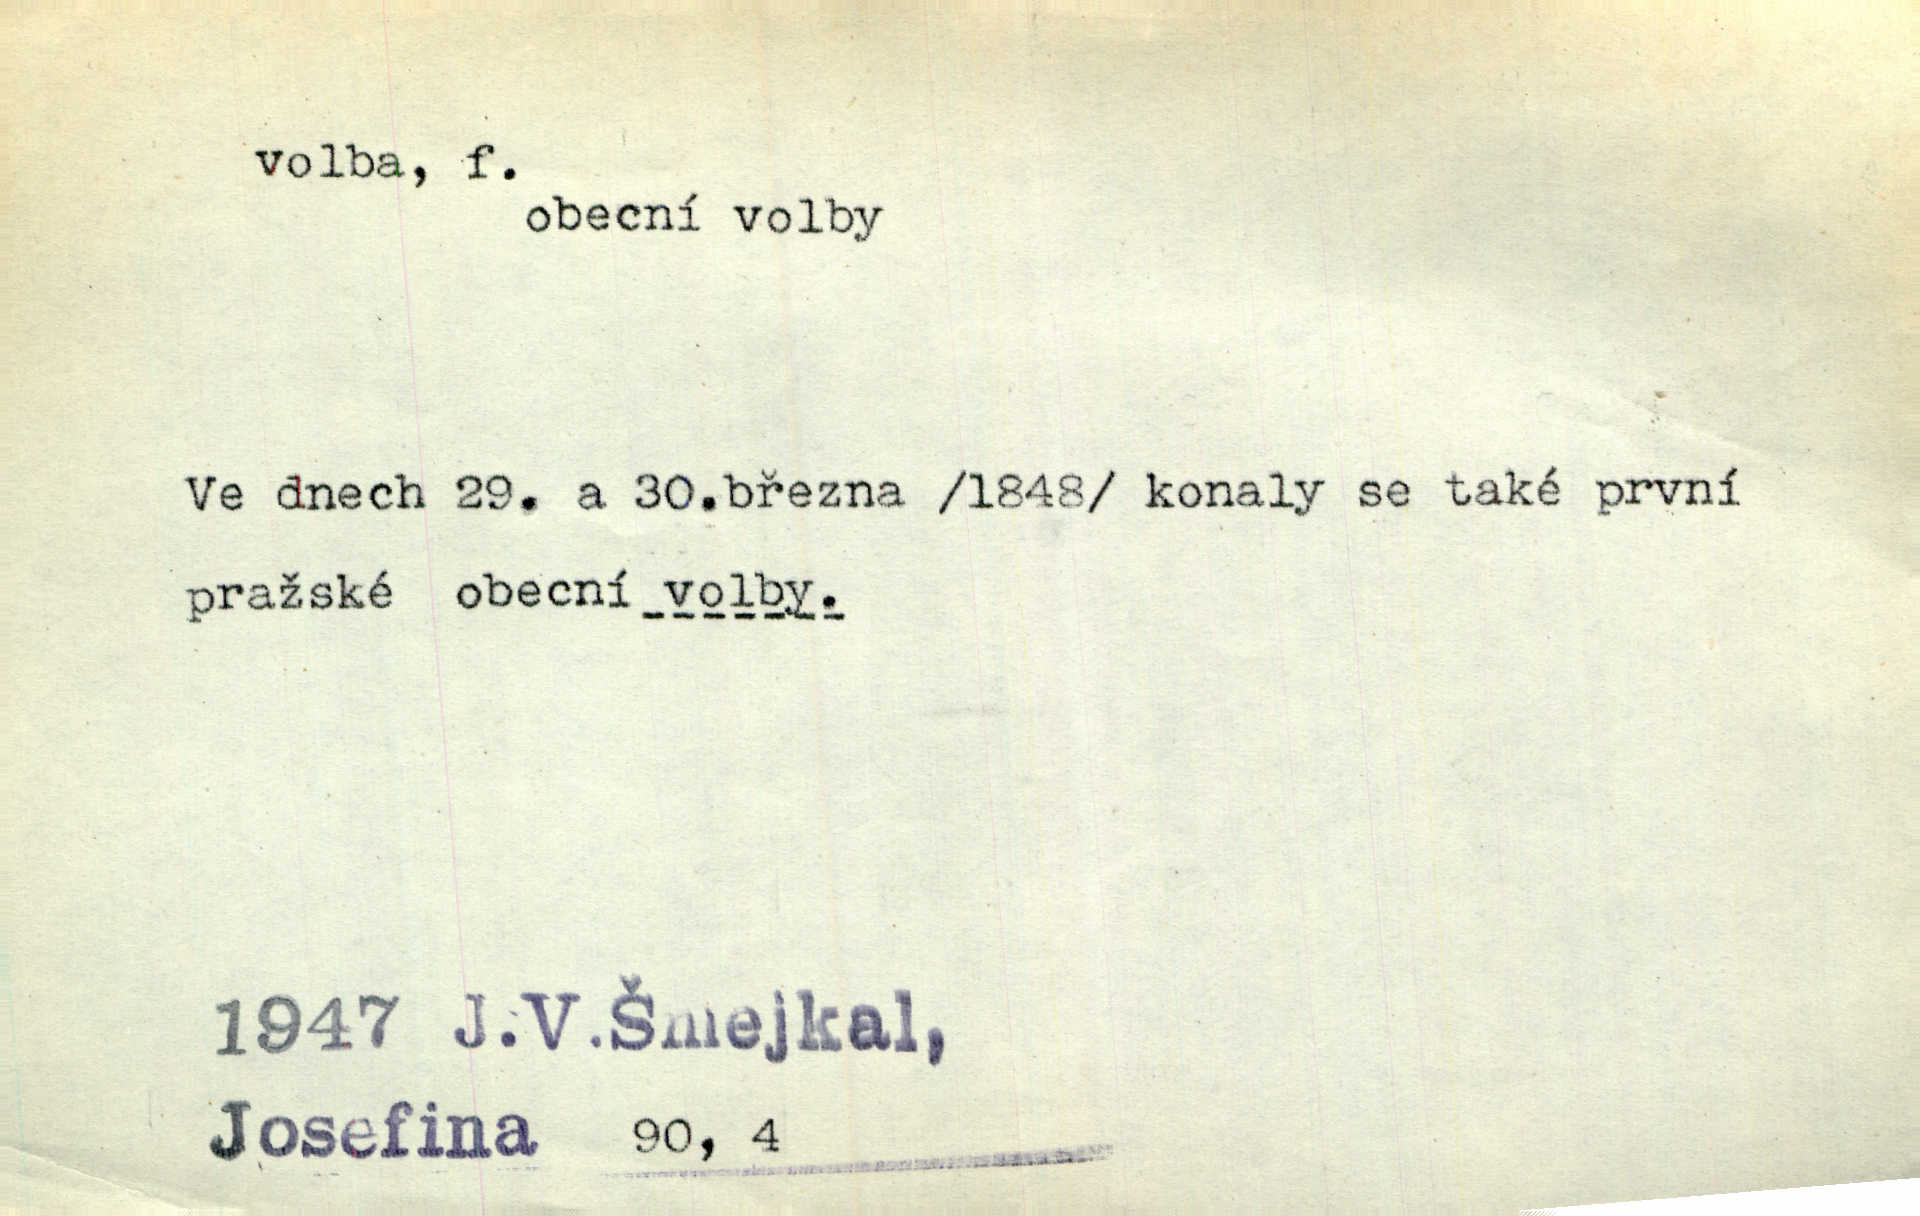 volba, f.
obecní volby
Ve dnech 29. a 30.března /1848/ konaly se také první
pražské obecní volby.
1947 J.V.Šmejkal,
Josefina 90, 4